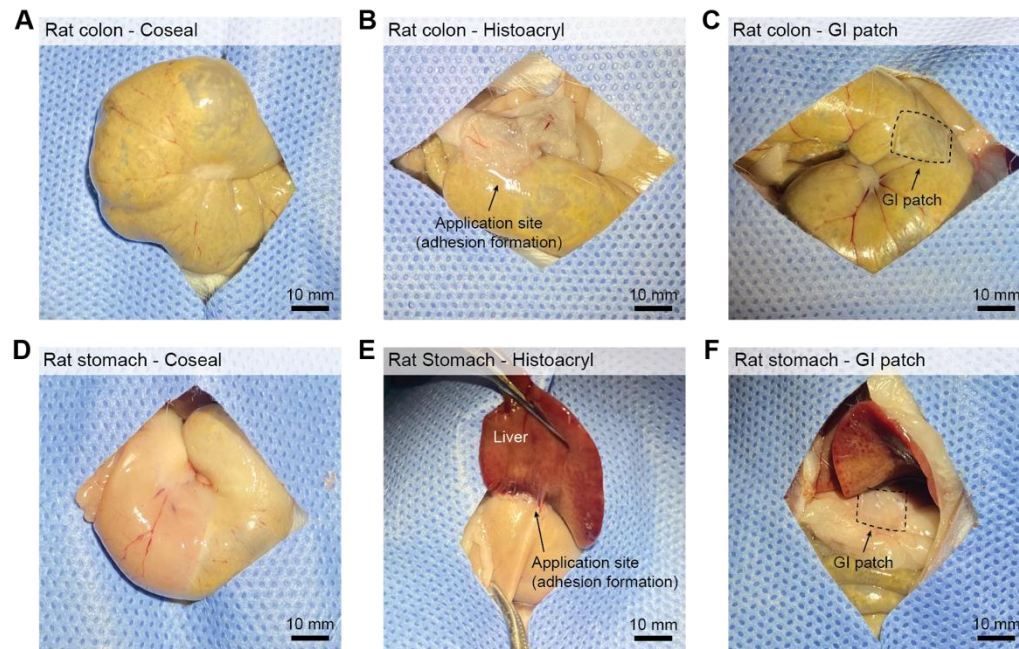 A Rat colon - Coseal
10 mm
B Rat colon - Histoacryl
Application site
(adhesion formation)
10 mm
C Rat colon - GI patch
GI patch
10 mm
D Rat stomach - Coseal
10 mm
E Rat Stomach - Histoacryl
Liver
Application site
(adhesion formation)
10 mm
F Rat stomach - GI patch
GI patch
10 mm